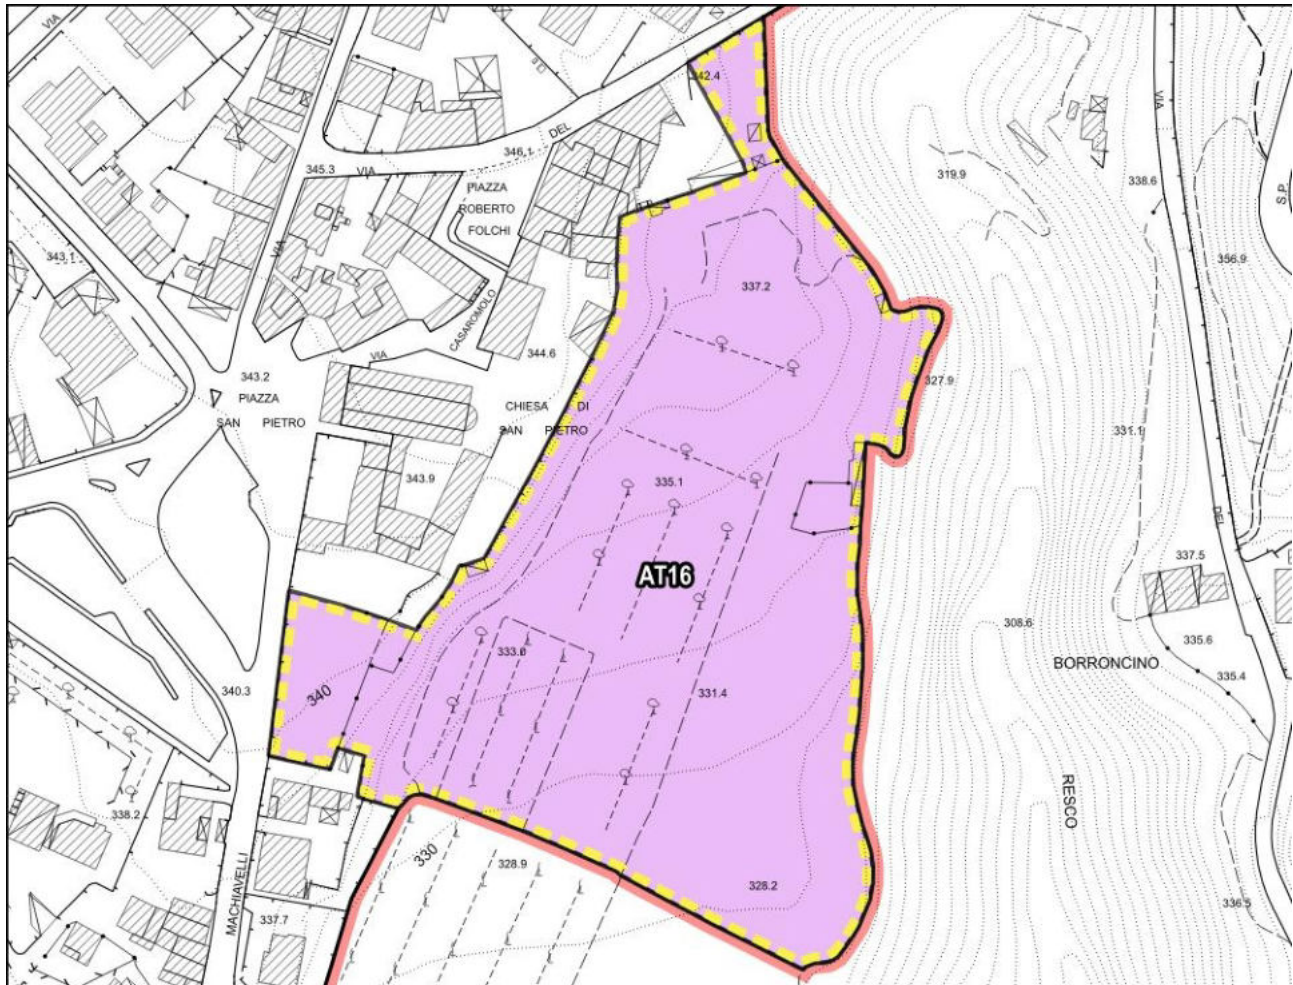 VIA
342.4
VIA
DEL
346.1
345.3
VIA
319.9
338.6
S.P.
PIAZZA
ROBERTO
FOLCHI
VIA
343.1
356.9
337.2
CASAROMOLO
VIA
344.6
343.2
327.9
PIAZZA
SAN PIETRO
CHIESA DI
SAN PIETRO
331.1
343.9
335.1
DEL
337.5
AT16
308.6
333.0
335.6
BORRONCINO
335.4
340.3
340
331.4
RESCO
338.2
330
328.9
328.2
336.5
MACHIAVELLI
337.7